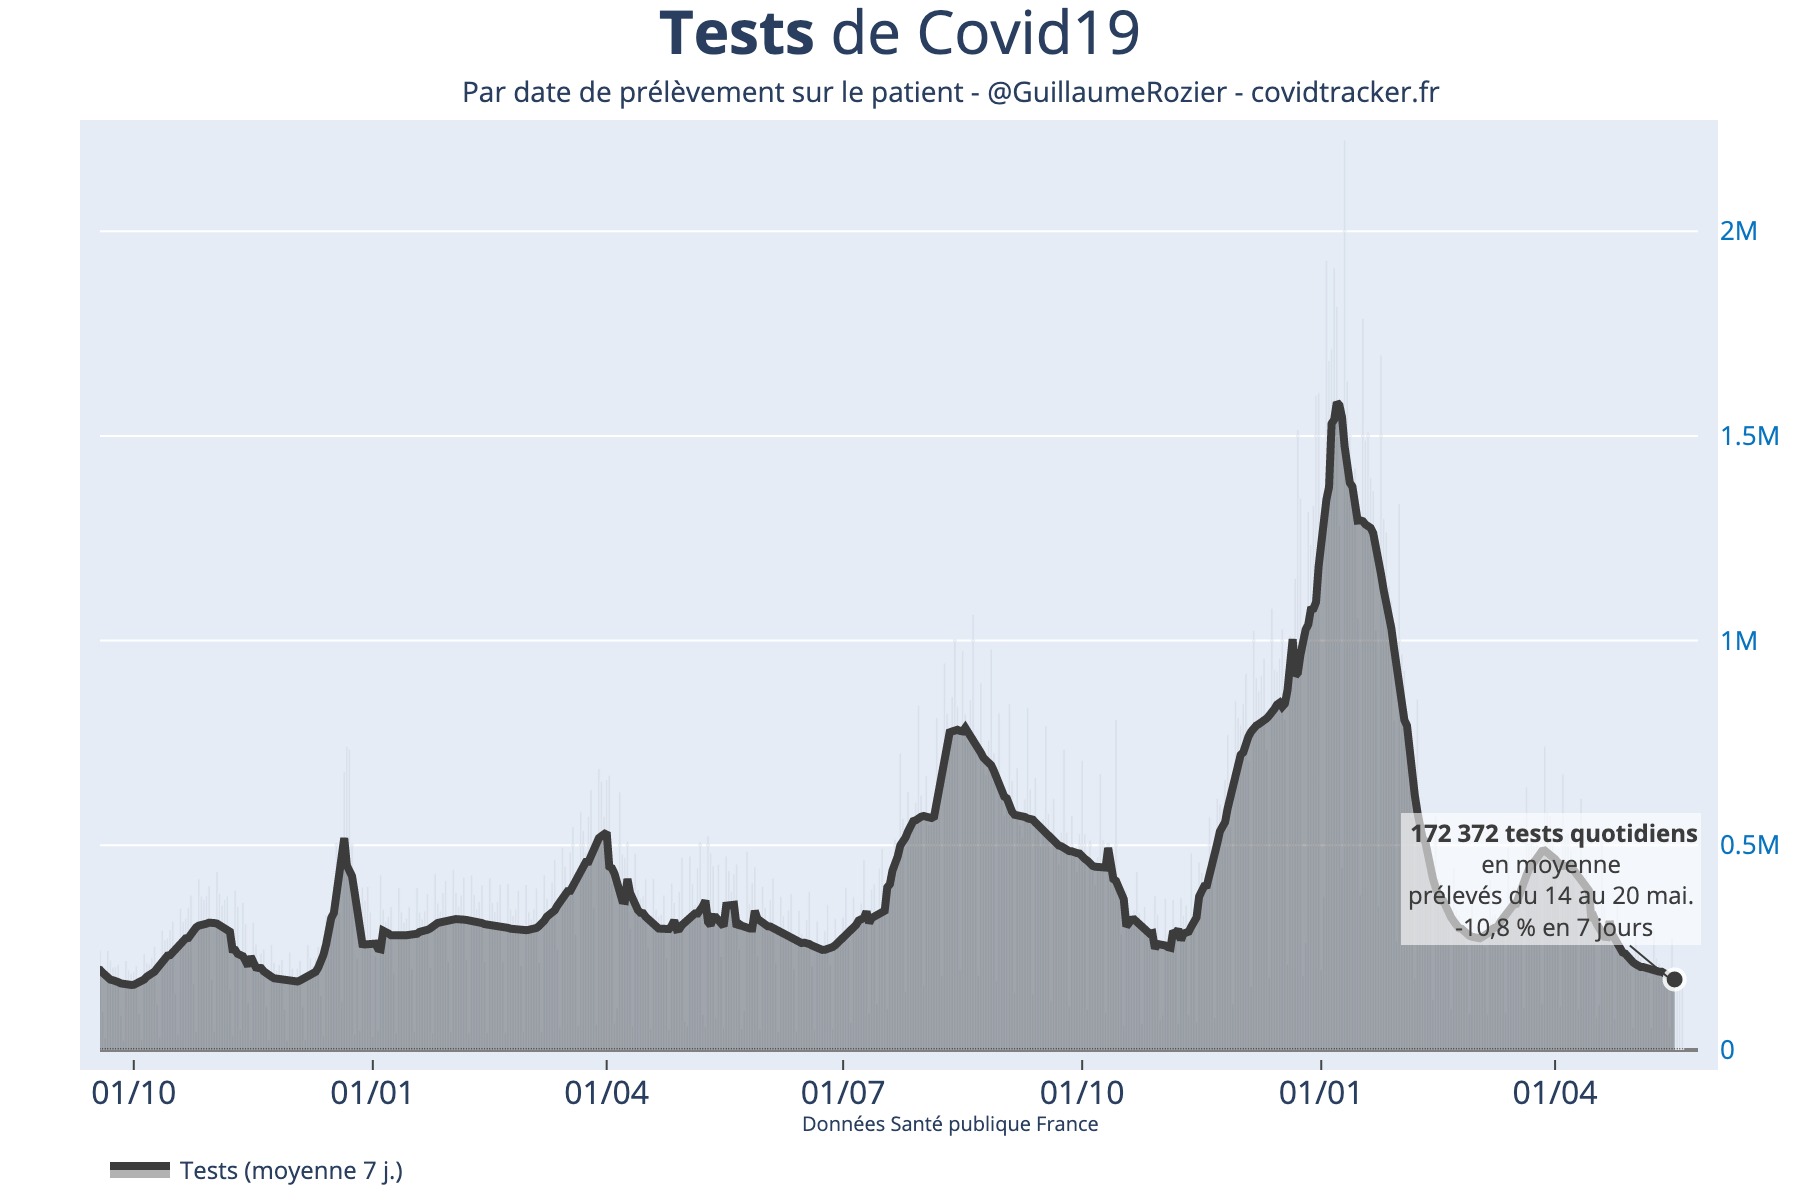 Tests de Covid19
Par date de prélèvement sur le patient - @GuillaumeRozier - covidtracker.fr
2M
1.5M
1M
0.5M
0
172 372 tests quotidiens
en moyenne
prélevés du 14 au 20 mai.
-10,8 % en 7 jours
01/10 01/01 01/04 01/07 01/10 01/01 01/04
Données Santé publique France
Tests (moyenne 7 j.)